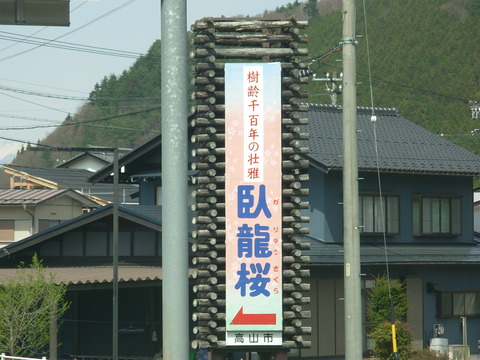 樹齢千百年の壮雅
臥龍桜
がりゅうざくら
高山市